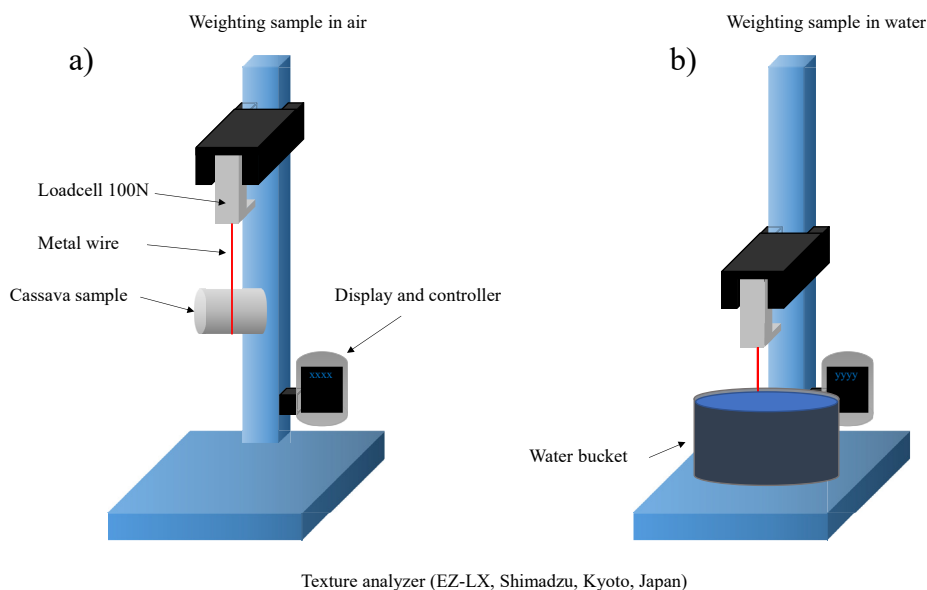 Weighting sample in air
Weighting sample in water
a)
b)
Loadcell 100N
Metal wire
Cassava sample
Display and controller
xxxx
yyyy
Water bucket
Texture analyzer (EZ-LX, Shimadzu, Kyoto, Japan)